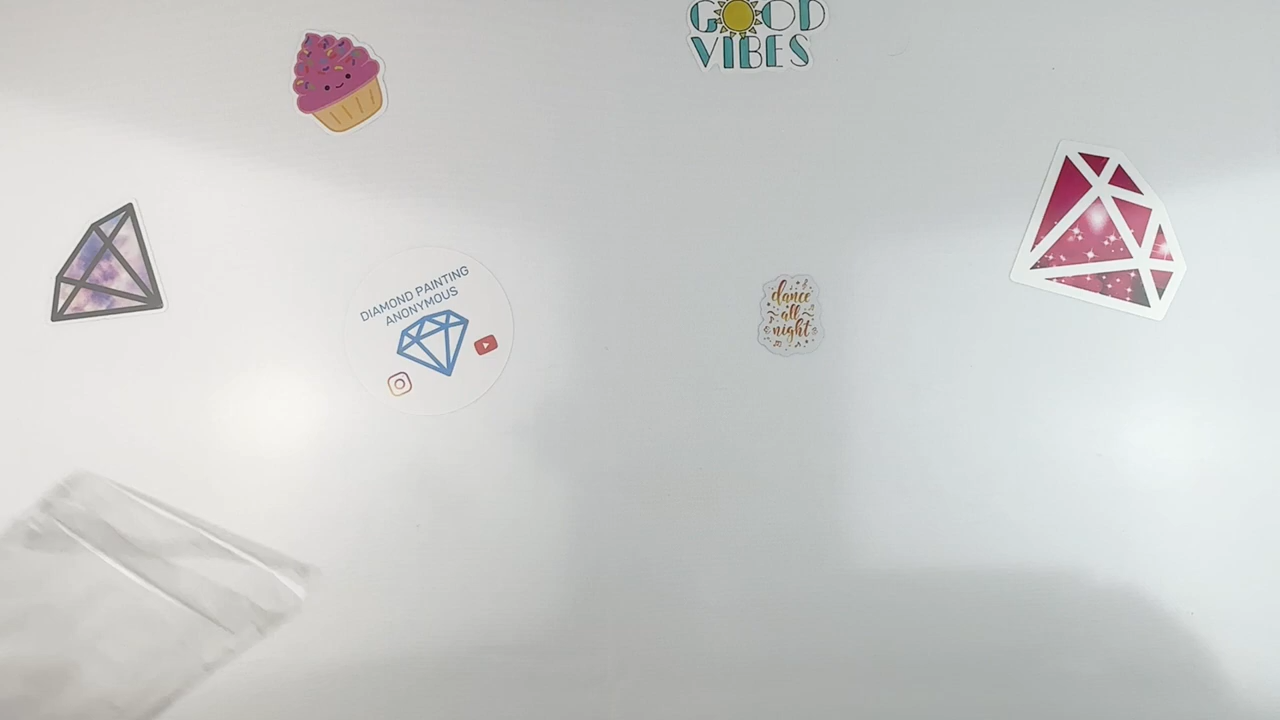 GOOD
VIBES
DIAMOND PAINTING
ANONYMOUS
dance
all
night